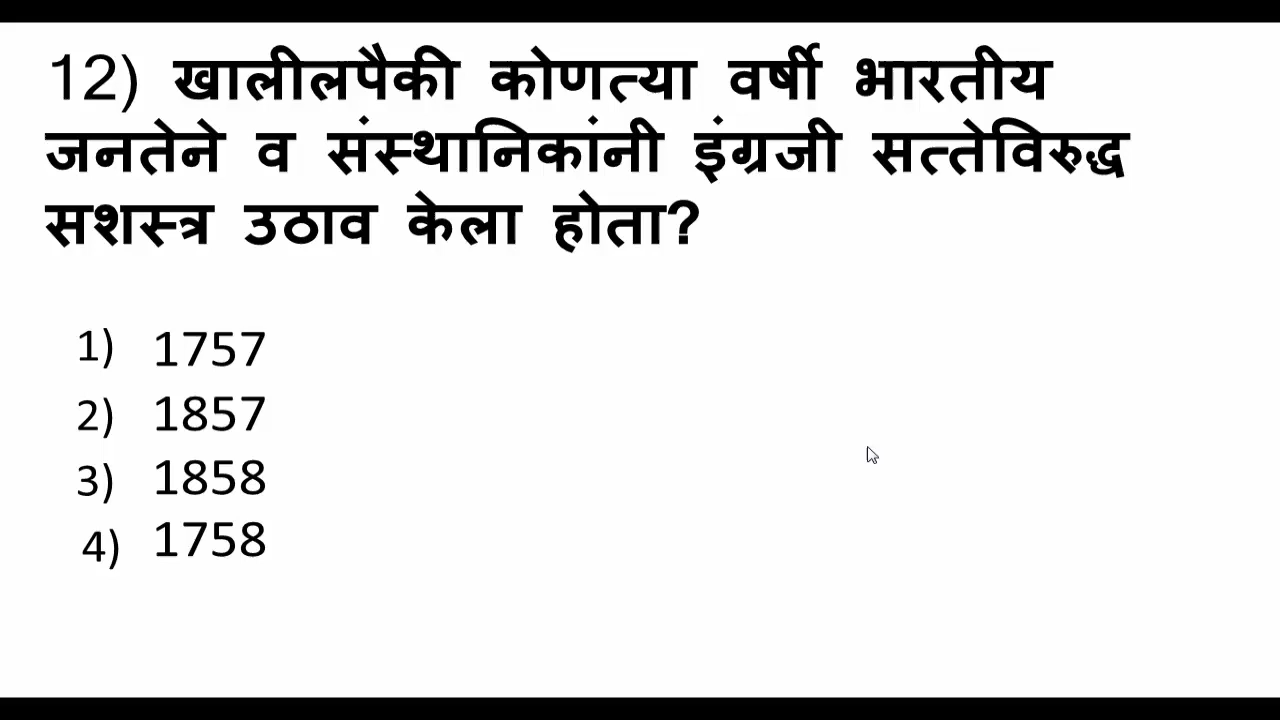 12) खालीलपैकी कोणत्या वर्षी भारतीय
जनतेने व संस्थानिकांनी इंग्रजी सत्तेविरुद्ध
सशस्त्र उठाव केला होता?
1) 1757
2) 1857
3) 1858
4) 1758